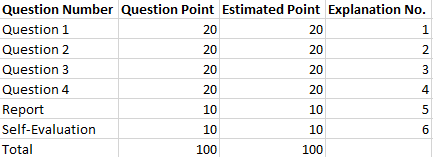 Question Number Question Point Estimated Point Explanation No.
Question 1 20 20 1
Question 2 20 20 2
Question 3 20 20 3
Question 4 20 20 4
Report 10 10 5
Self-Evaluation 10 10 6
Total 100 100